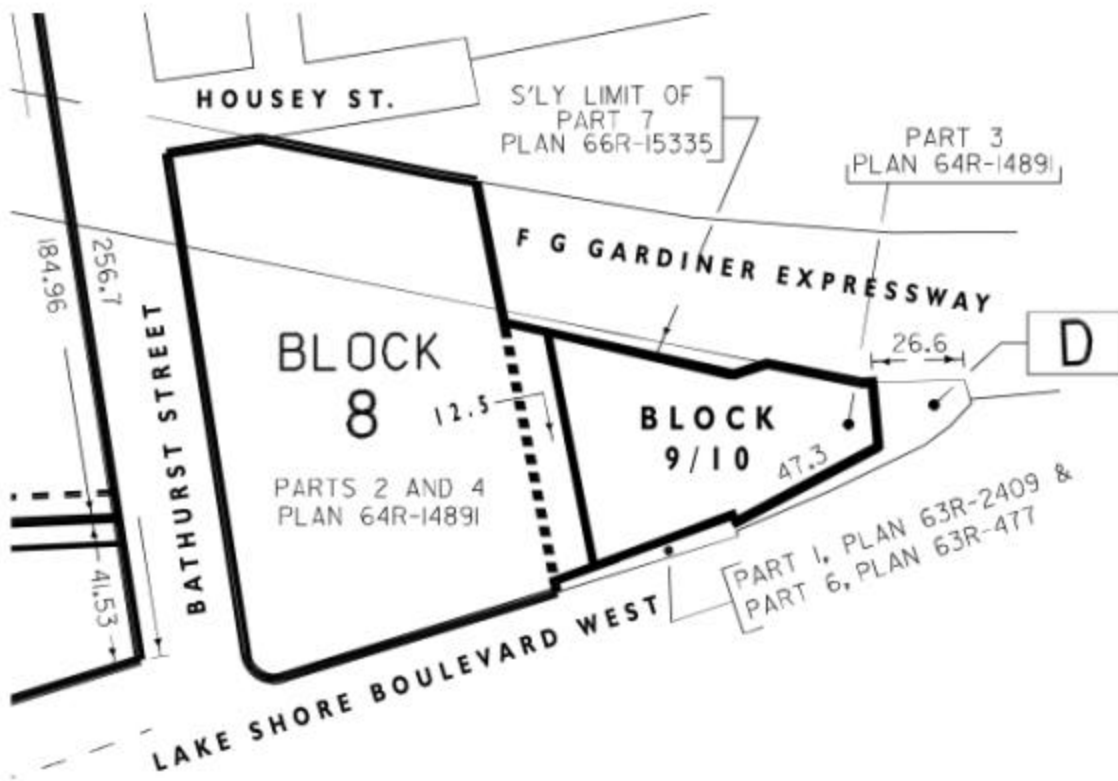 HOUSEY ST.
S'LY LIMIT OF
PART 7
PLAN 66R-15335
PART 3
PLAN 64R-14891
F G GARDINER EXPRESSWAY
184.96
256.7
BATHURST STREET
BLOCK
8
12.5
26.6
D
BLOCK
9/10
47.3
PARTS 2 AND 4
PLAN 64R-14891
41.53
PART 1, PLAN 63R-2409 &
PART 6, PLAN 63R-477
LAKE SHORE BOULEVARD WEST